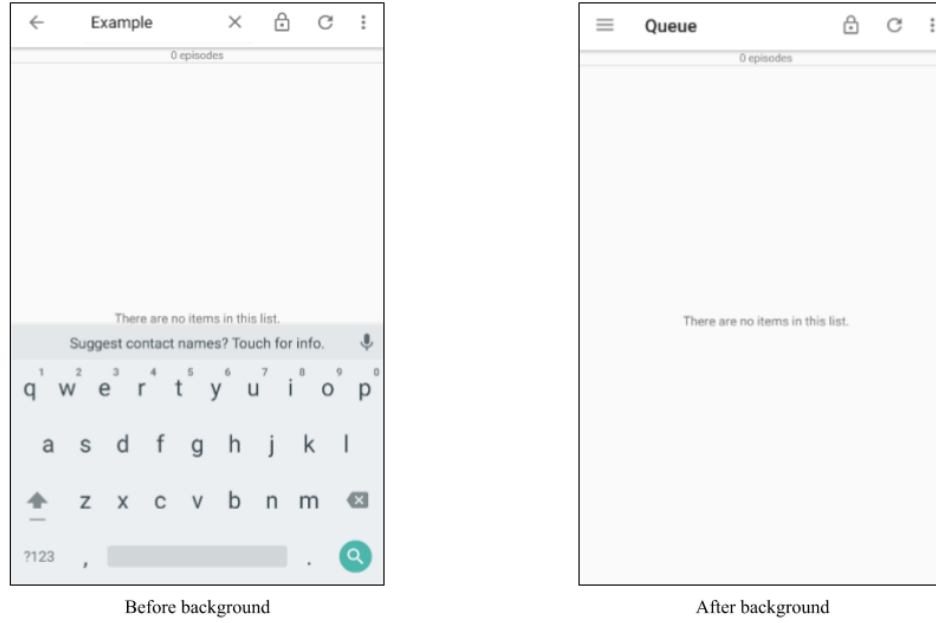 Example
0 episodes
There are no items in this list.
Suggest contact names? Touch for info.
1 2 3 4 5 6 7 8 9 0
q w e r t y u i o p
a s d f g h j k l
z x c v b n m
?123 , .
Before background
Queue
0 episodes
There are no items in this list.
After background